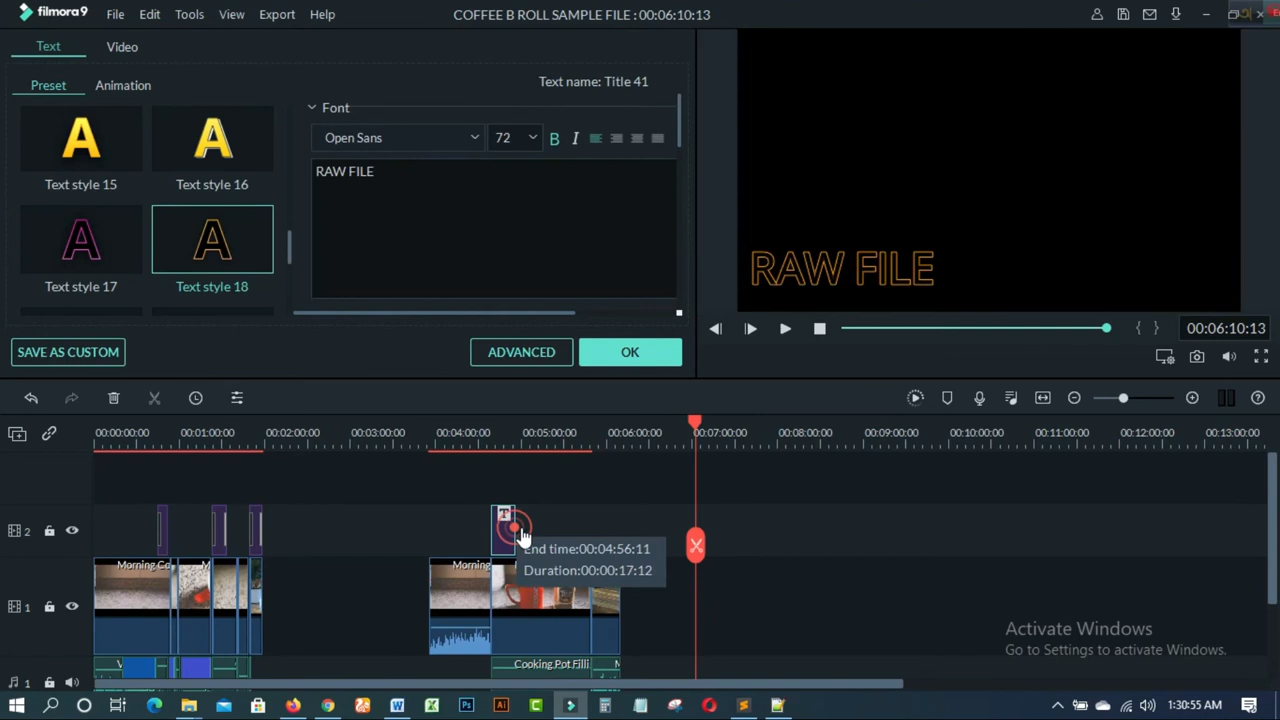 filmora9 File Edit Tools View Export Help COFFEE B ROLL SAMPLE FILE : 00:06:10:13
Text Video
Preset Animation Text name: Title 41
Font
Open Sans 72 B I
RAW FILE
A A
Text style 15 Text style 16
A A
Text style 17 Text style 18
RAW FILE
00:06:10:13
SAVE AS CUSTOM ADVANCED OK
00:00:00:00 00:01:00:00 00:02:00:00 00:03:00:00 00:04:00:00 00:05:00:00 00:06:00:00 00:07:00:00 00:08:00:00 00:09:00:00 00:10:00:00 00:11:00:00 00:12:00:00 00:13:00:00
T
2
End time:00:04:56:11
Duration:00:00:17:12
Morning Co M Morning
1
Activate Windows
Go to Settings to activate Windows.
V Cooking Pot Filli M
1
1:30:55 AM